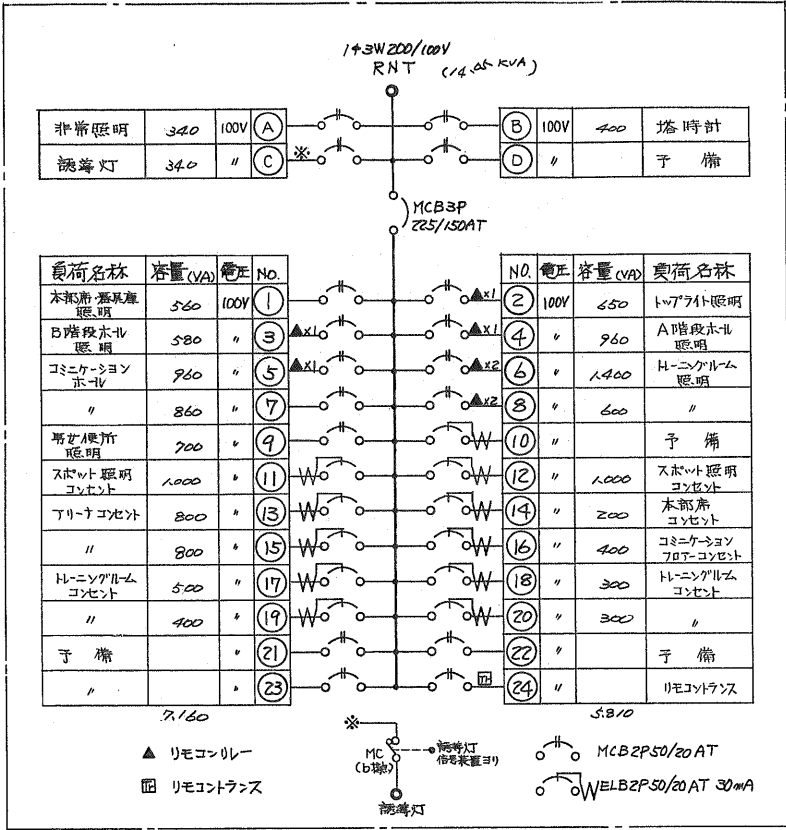 1φ3W200/100V
RNT (14.05 KVA)
非常照明 340 100V A
B 100V 400 塔時計
誘導灯 340 〃 C ※
D 〃 予備
MCB3P
225/150AT
負荷名称 容量(VA) 電圧 NO.
NO. 電圧 容量(VA) 負荷名称
本部席・器具庫
照明 560 100V 1
2 100V 650 トップライト照明 ▲x1
B階段ホール
照明 580 〃 3 ▲x1
▲x1 4 〃 960 A階段ホール
照明
コミニケーション
ホール 960 〃 5 ▲x1
▲x2 6 〃 1,400 トレーニングルーム
照明
〃 860 〃 7
▲x2 8 〃 600 〃
男女便所
照明 700 〃 9
10 〃 予備
スポット照明
コンセント 1,000 〃 11
12 〃 1,000 スポット照明
コンセント
アリーナコンセント 800 〃 13
14 〃 200 本部席
コンセント
〃 800 〃 15
16 〃 400 コミニケーション
フロアーコンセント
トレーニングルーム
コンセント 500 〃 17
18 〃 300 トレーニングルーム
コンセント
〃 400 〃 19
20 〃 300 〃
予備 〃 21
22 〃 予備
〃 〃 23
24 〃 リモコントランス
7,160
5,810
▲ リモコンリレー
リモコントランス
※
MC
(b接)
誘導灯
信号装置ヨリ
誘導灯
MCB2P50/20AT
ELB2P50/20AT 30mA